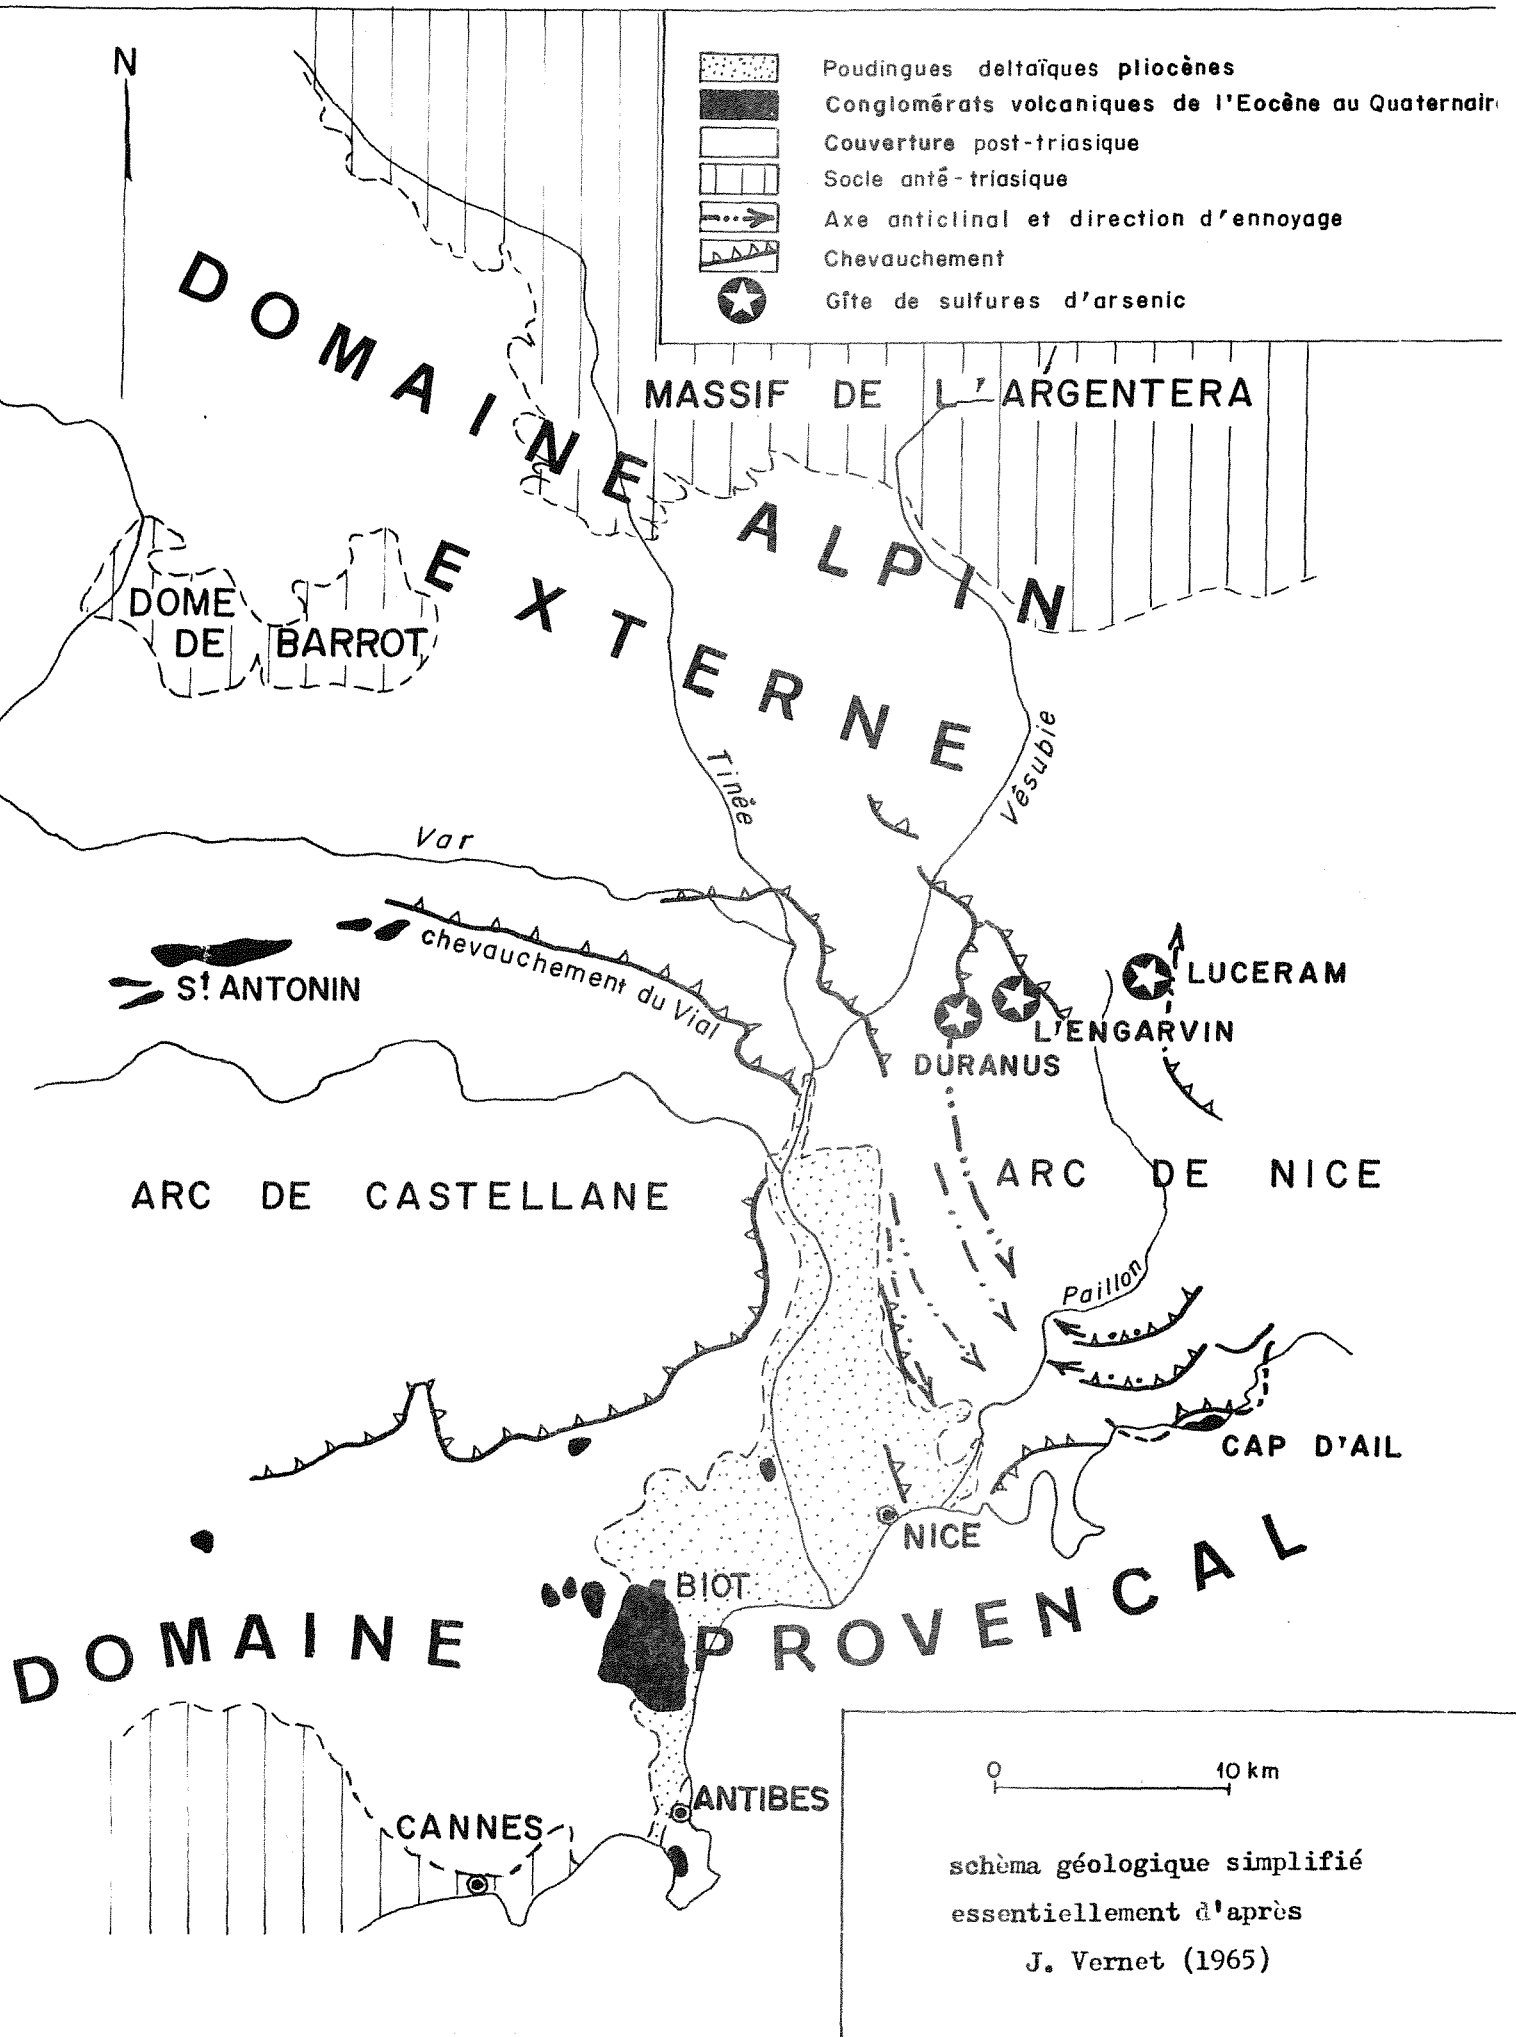 N
Poudingues deltaïques pliocènes
Conglomérats volcaniques de l'Eocène au Quaternair
Couverture post-triasique
Socle anté-triasique
Axe anticlinal et direction d'ennoyage
Chevauchement
Gîte de sulfures d'arsenic
MASSIF DE L'ARGENTERA
DOMAINE ALPIN
EXTERNE
DOME
DE BARROT
Tinée
Vésubie
Var
chevauchement du Vial
St ANTONIN
LUCERAM
L'ENGARVIN
DURANUS
ARC DE CASTELLANE
ARC DE NICE
Paillon
CAP D'AIL
NICE
BIOT
DOMAINE PROVENCAL
ANTIBES
CANNES
0 10 km
schèma géologique simplifié
essentiellement d'après
J. Vernet (1965)